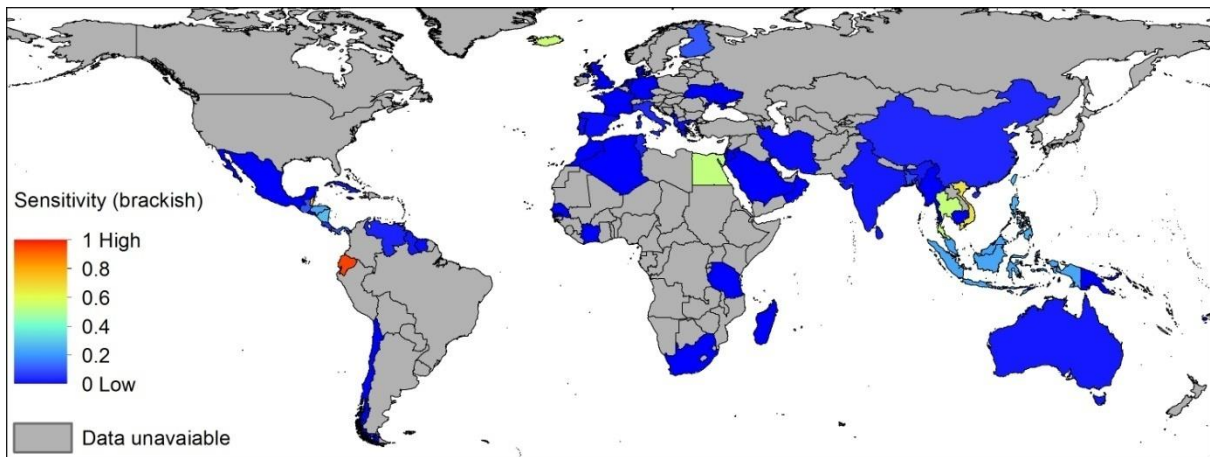 Sensitivity (brackish)
1 High
0.8
0.6
0.4
0.2
0 Low
Data unavaiable